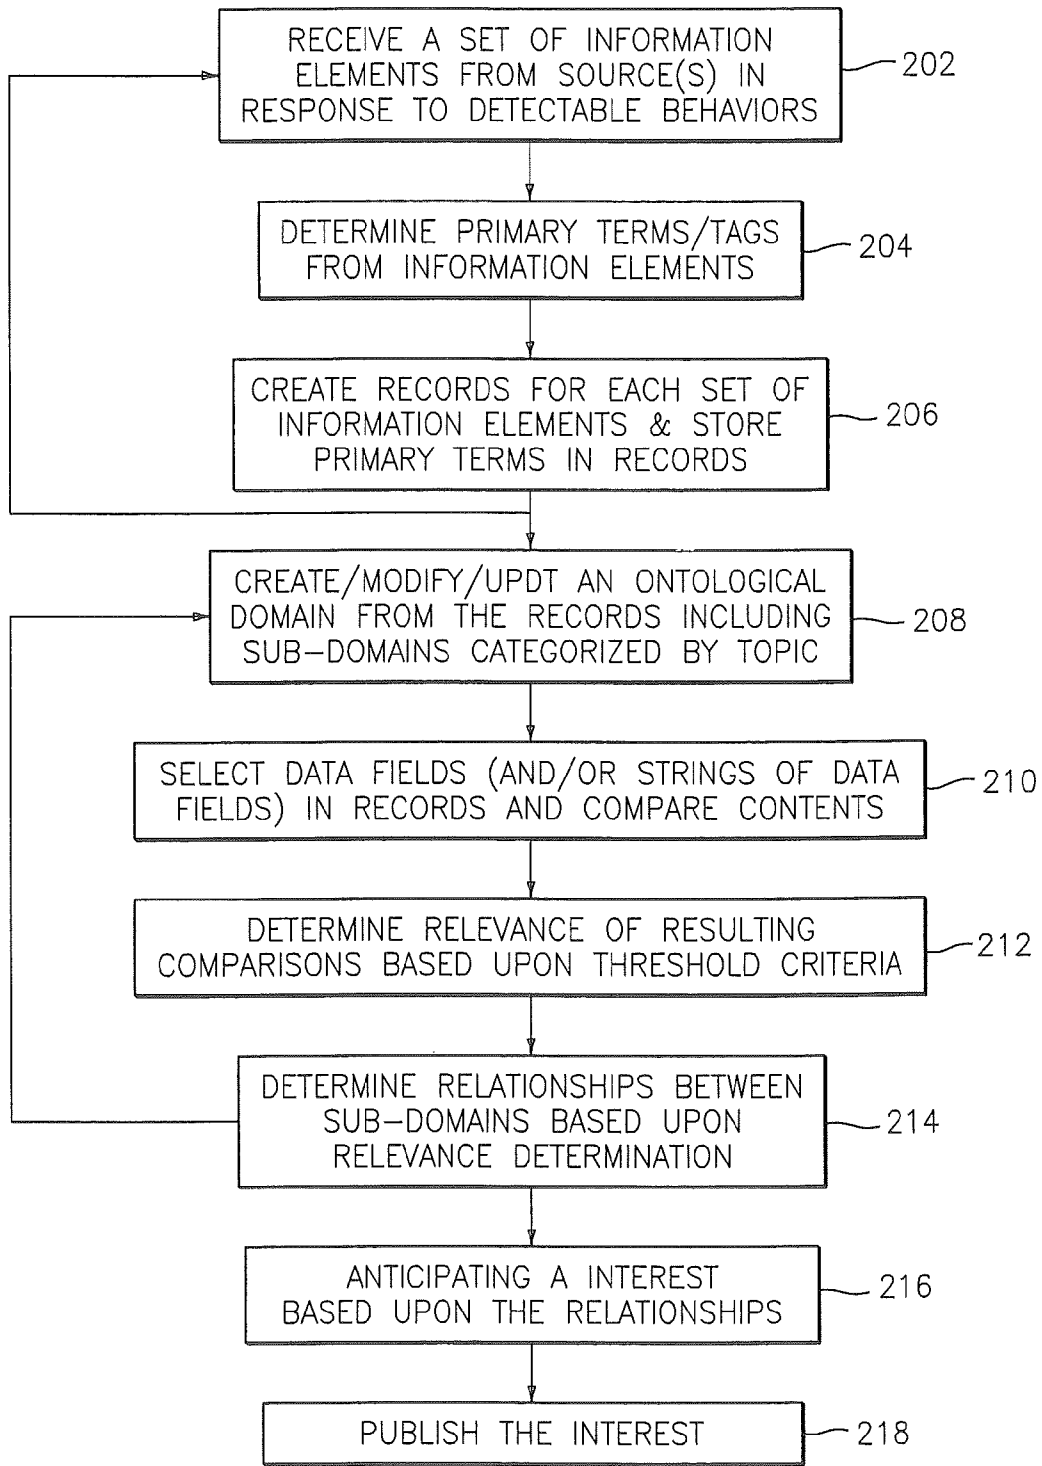 RECEIVE A SET OF INFORMATION
ELEMENTS FROM SOURCE(S) IN
RESPONSE TO DETECTABLE BEHAVIORS
202
DETERMINE PRIMARY TERMS/TAGS
FROM INFORMATION ELEMENTS
204
CREATE RECORDS FOR EACH SET OF
INFORMATION ELEMENTS & STORE
PRIMARY TERMS IN RECORDS
206
CREATE/MODIFY/UPDT AN ONTOLOGICAL
DOMAIN FROM THE RECORDS INCLUDING
SUB-DOMAINS CATEGORIZED BY TOPIC
208
SELECT DATA FIELDS (AND/OR STRINGS OF DATA
FIELDS) IN RECORDS AND COMPARE CONTENTS
210
DETERMINE RELEVANCE OF RESULTING
COMPARISONS BASED UPON THRESHOLD CRITERIA
212
DETERMINE RELATIONSHIPS BETWEEN
SUB-DOMAINS BASED UPON
RELEVANCE DETERMINATION
214
ANTICIPATING A INTEREST
BASED UPON THE RELATIONSHIPS
216
PUBLISH THE INTEREST
218